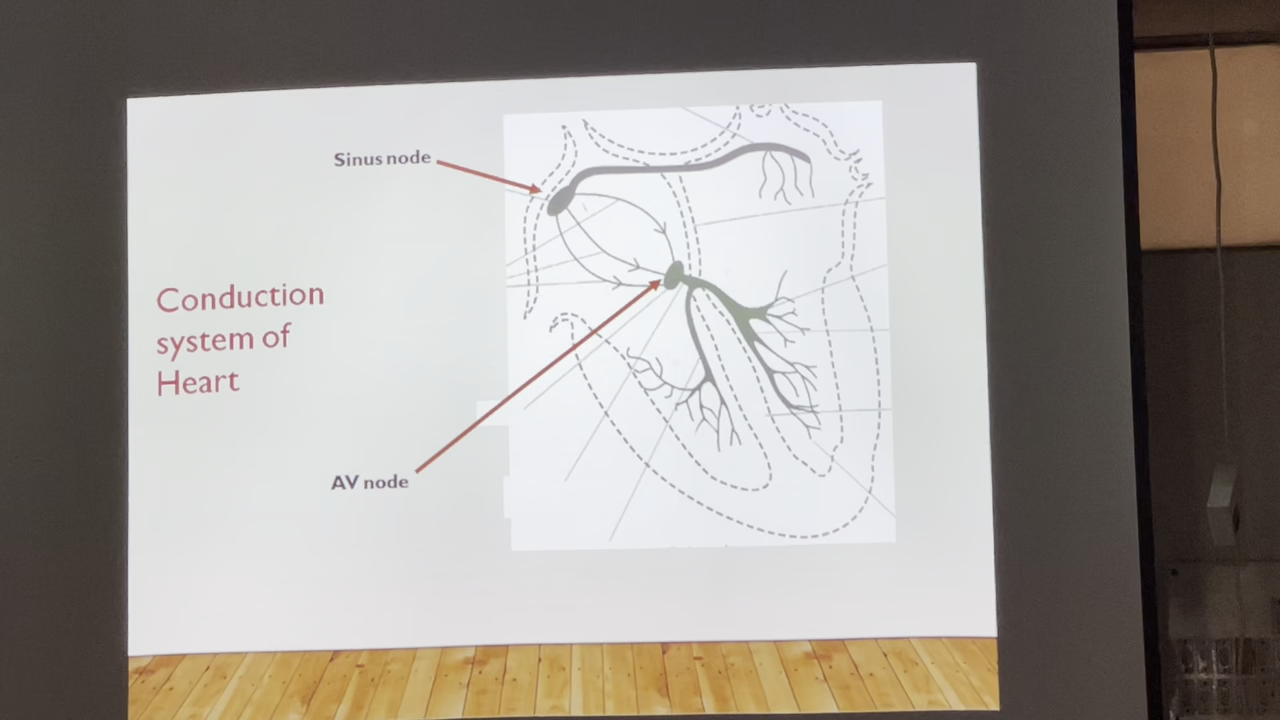 Sinus node
Conduction
system of
Heart
AV node